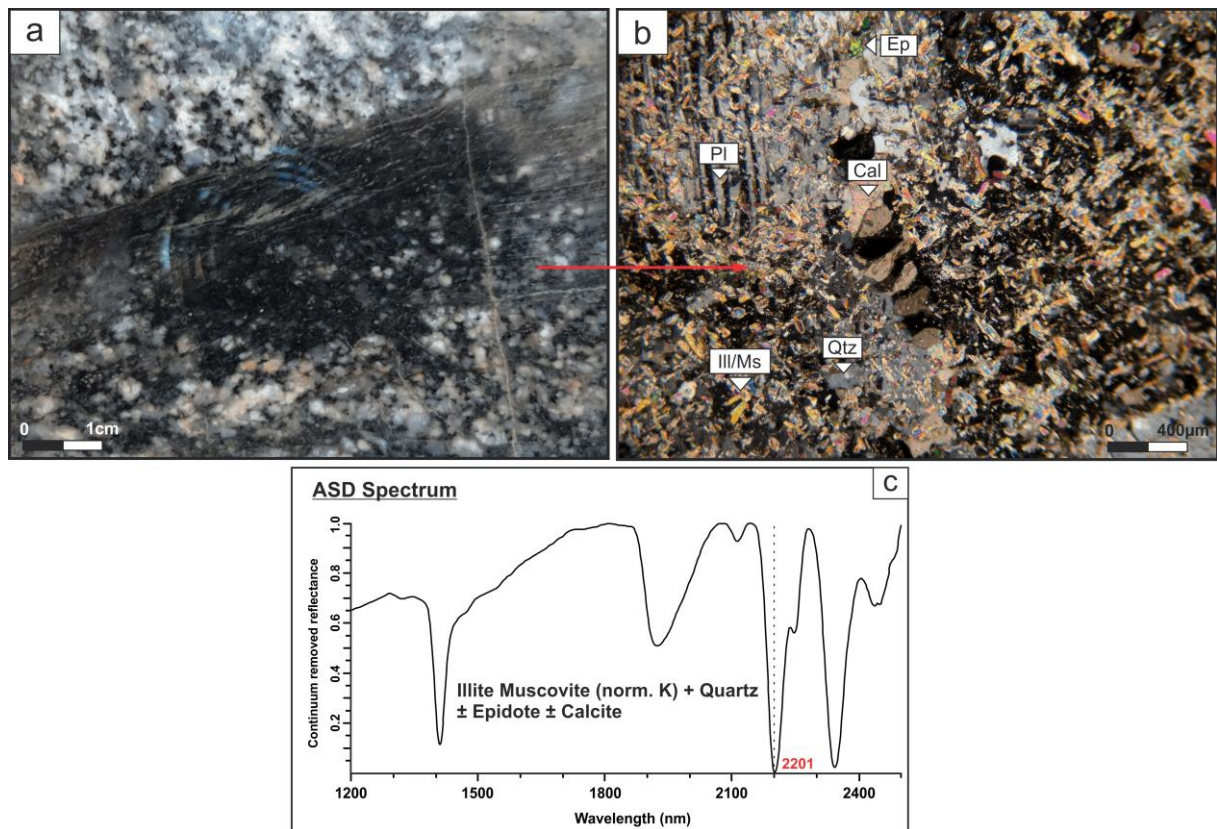 a
0 1cm
b
Ep
Pl
Cal
Qtz
Ill/Ms
0 400µm
ASD Spectrum
c
Continuum removed reflectance
1.0
0.8
0.6
0.4
0.2
Illite Muscovite (norm. K) + Quartz
± Epidote ± Calcite
2201
1200 1500 1800 2100 2400
Wavelength (nm)